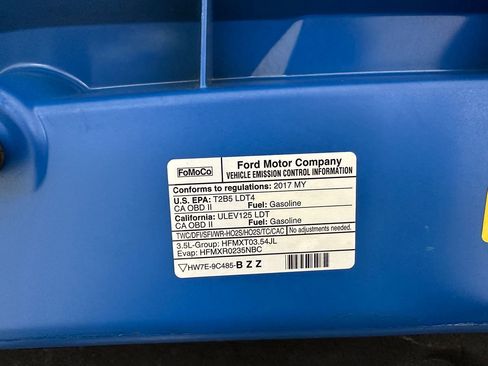 FoMoCo
Ford Motor Company
VEHICLE EMISSION CONTROL INFORMATION
Conforms to regulations: 2017 MY
U.S. EPA: T2B5 LDT4
CA OBD II Fuel: Gasoline
California: ULEV125 LDT
CA OBD II Fuel: Gasoline
TWC/DFI/SFI/WR-HO2S/HO2S/TC/CAC No adjustments needed.
3.5L-Group: HFMXT03.54JL
Evap: HFMXR0235NBC
HW7E-9C485-BZZ